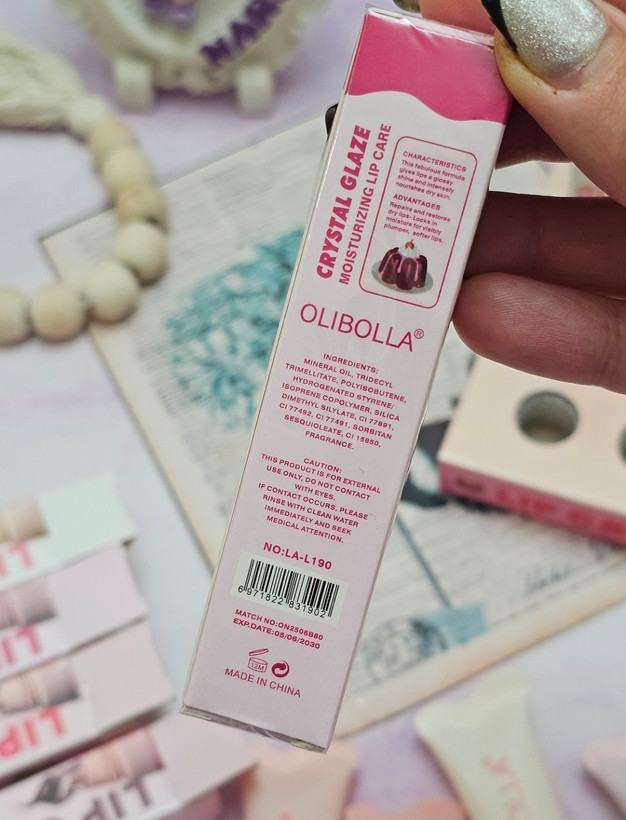 CRYSTAL GLAZE
MOISTURIZING LIP CARE
CHARACTERISTICS
This fabulous formula
gives lips a glossy
shine and intensely
nourishes dry skin.
ADVANTAGES
Repairs and restores
dry lips- Locks in
moisture for visibly
plumper, softer lips.
OLIBOLLA®
INGREDIENTS:
MINERAL OIL, TRIDECYL
TRIMELLITATE, POLYISOBUTENE,
HYDROGENATED STYRENE/
ISOPRENE COPOLYMER, SILICA
DIMETHYL SILYLATE, CI 77891,
CI 77492, CI 77491, SORBITAN
SESQUIOLEATE, CI 15850,
FRAGRANCE.
CAUTION:
THIS PRODUCT IS FOR EXTERNAL
USE ONLY, DO NOT CONTACT
WITH EYES.
IF CONTACT OCCURS, PLEASE
RINSE WITH CLEAN WATER
IMMEDIATELY AND SEEK
MEDICAL ATTENTION.
NO:LA-L190
6 971822 831902
MATCH NO:QN2506B80
EXP.DATE:05/06/2030
12M
MADE IN CHINA
LIP